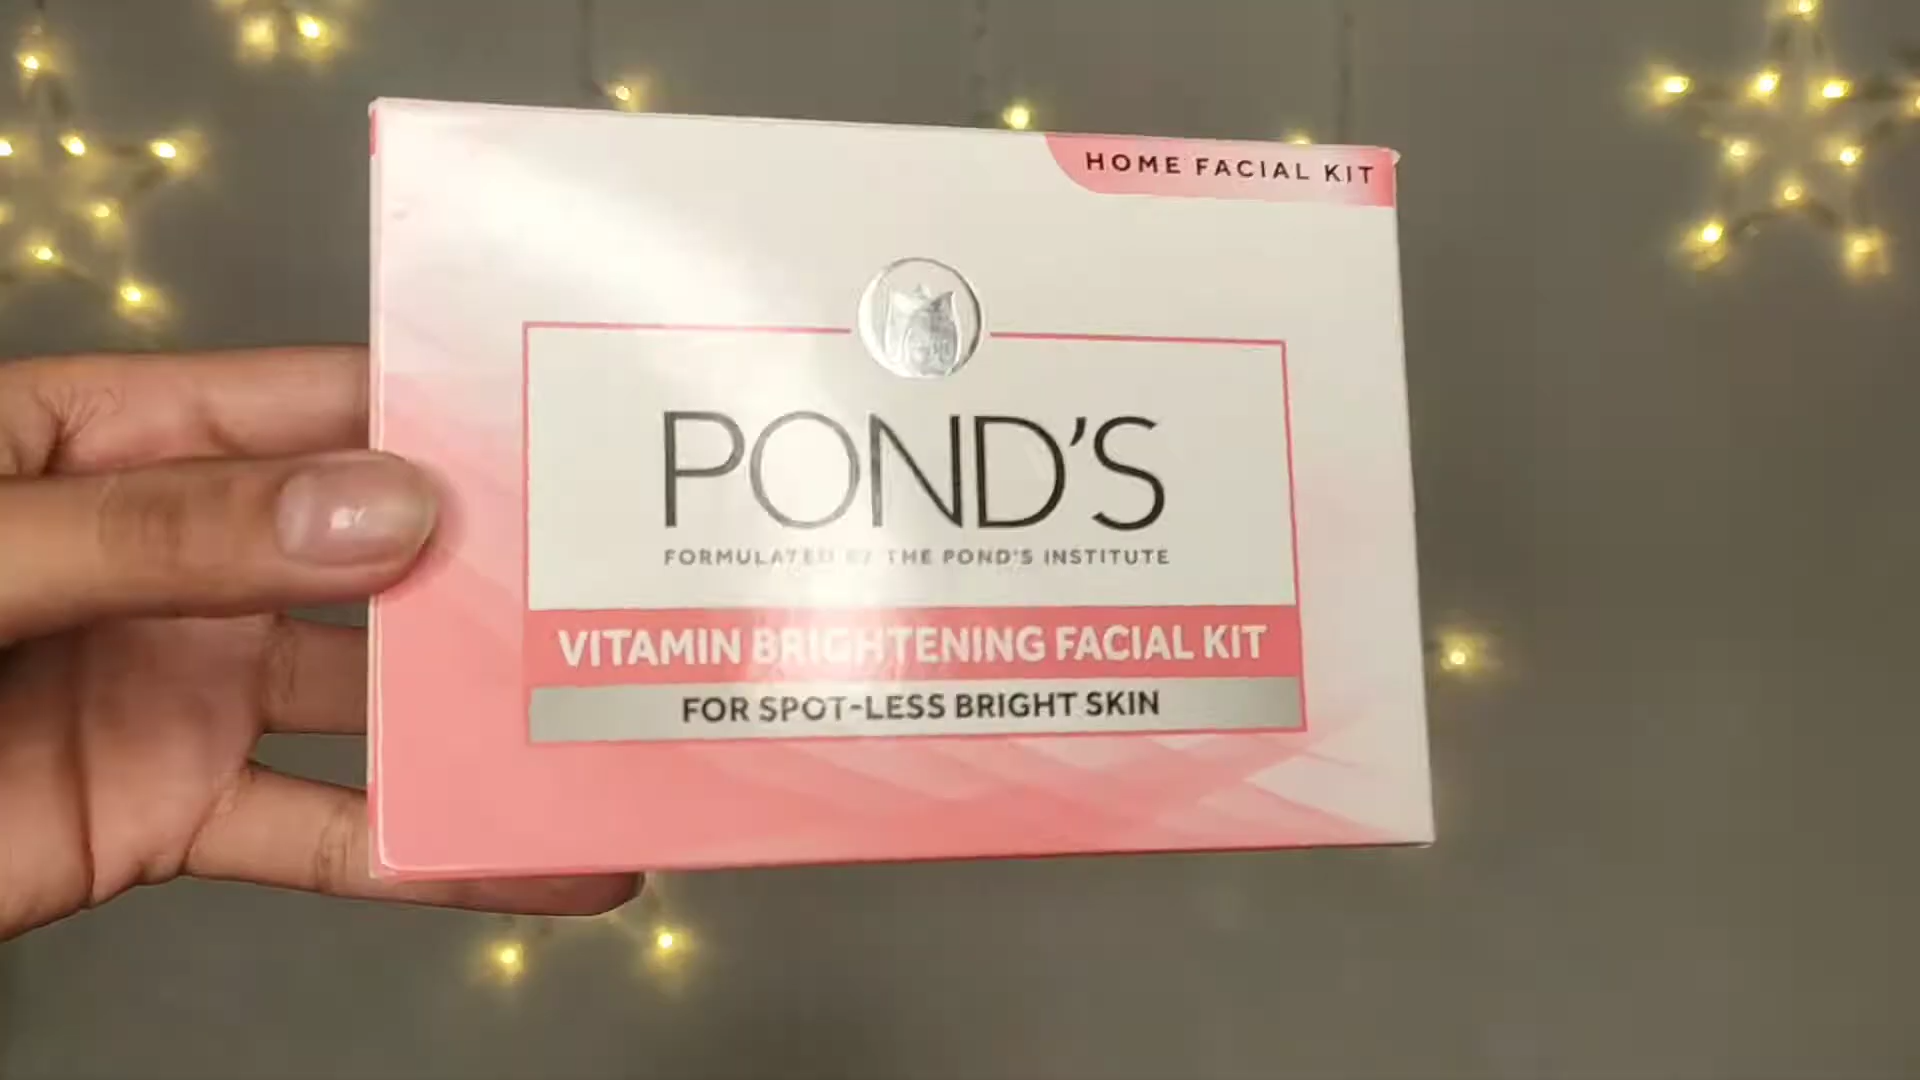 HOME FACIAL KIT
POND'S
FORMULATED BY THE POND'S INSTITUTE
VITAMIN BRIGHTENING FACIAL KIT
FOR SPOT-LESS BRIGHT SKIN